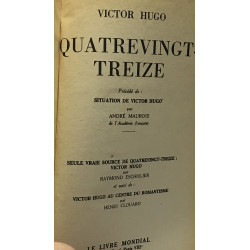 VICTOR HUGO
QUATREVINGT-
TREIZE
Précédé de :
SITUATION DE VICTOR HUGO
par
ANDRÉ MAUROIS
de l'Académie française
SEULE VRAIE SOURCE DE QUATREVINGT-TREIZE :
VICTOR HUGO
par
RAYMOND ESCHOLIER
et suivi de :
VICTOR HUGO AU CENTRE DU ROMANTISME
par
HENRI CLOUARD
LE LIVRE MONDIAL